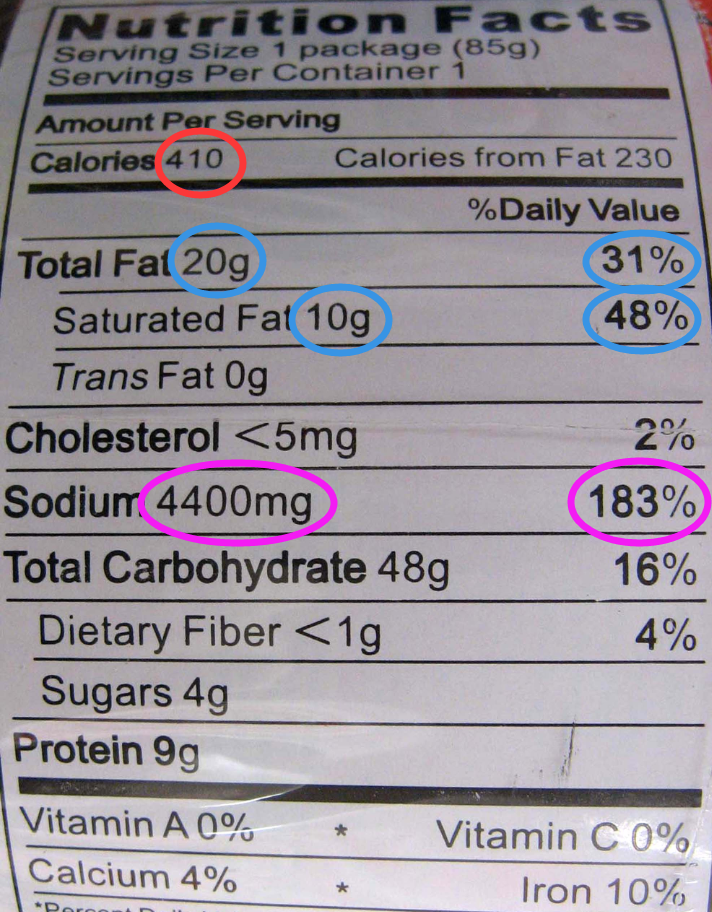 Nutrition Facts
Serving Size 1 package (85g)
Servings Per Container 1
Amount Per Serving
Calories 410 Calories from Fat 230
%Daily Value
Total Fat 20g 31%
Saturated Fat 10g 48%
Trans Fat 0g
Cholesterol <5mg 2%
Sodium 4400mg 183%
Total Carbohydrate 48g 16%
Dietary Fiber <1g 4%
Sugars 4g
Protein 9g
Vitamin A 0% * Vitamin C 0%
Calcium 4% * Iron 10%
*Percent